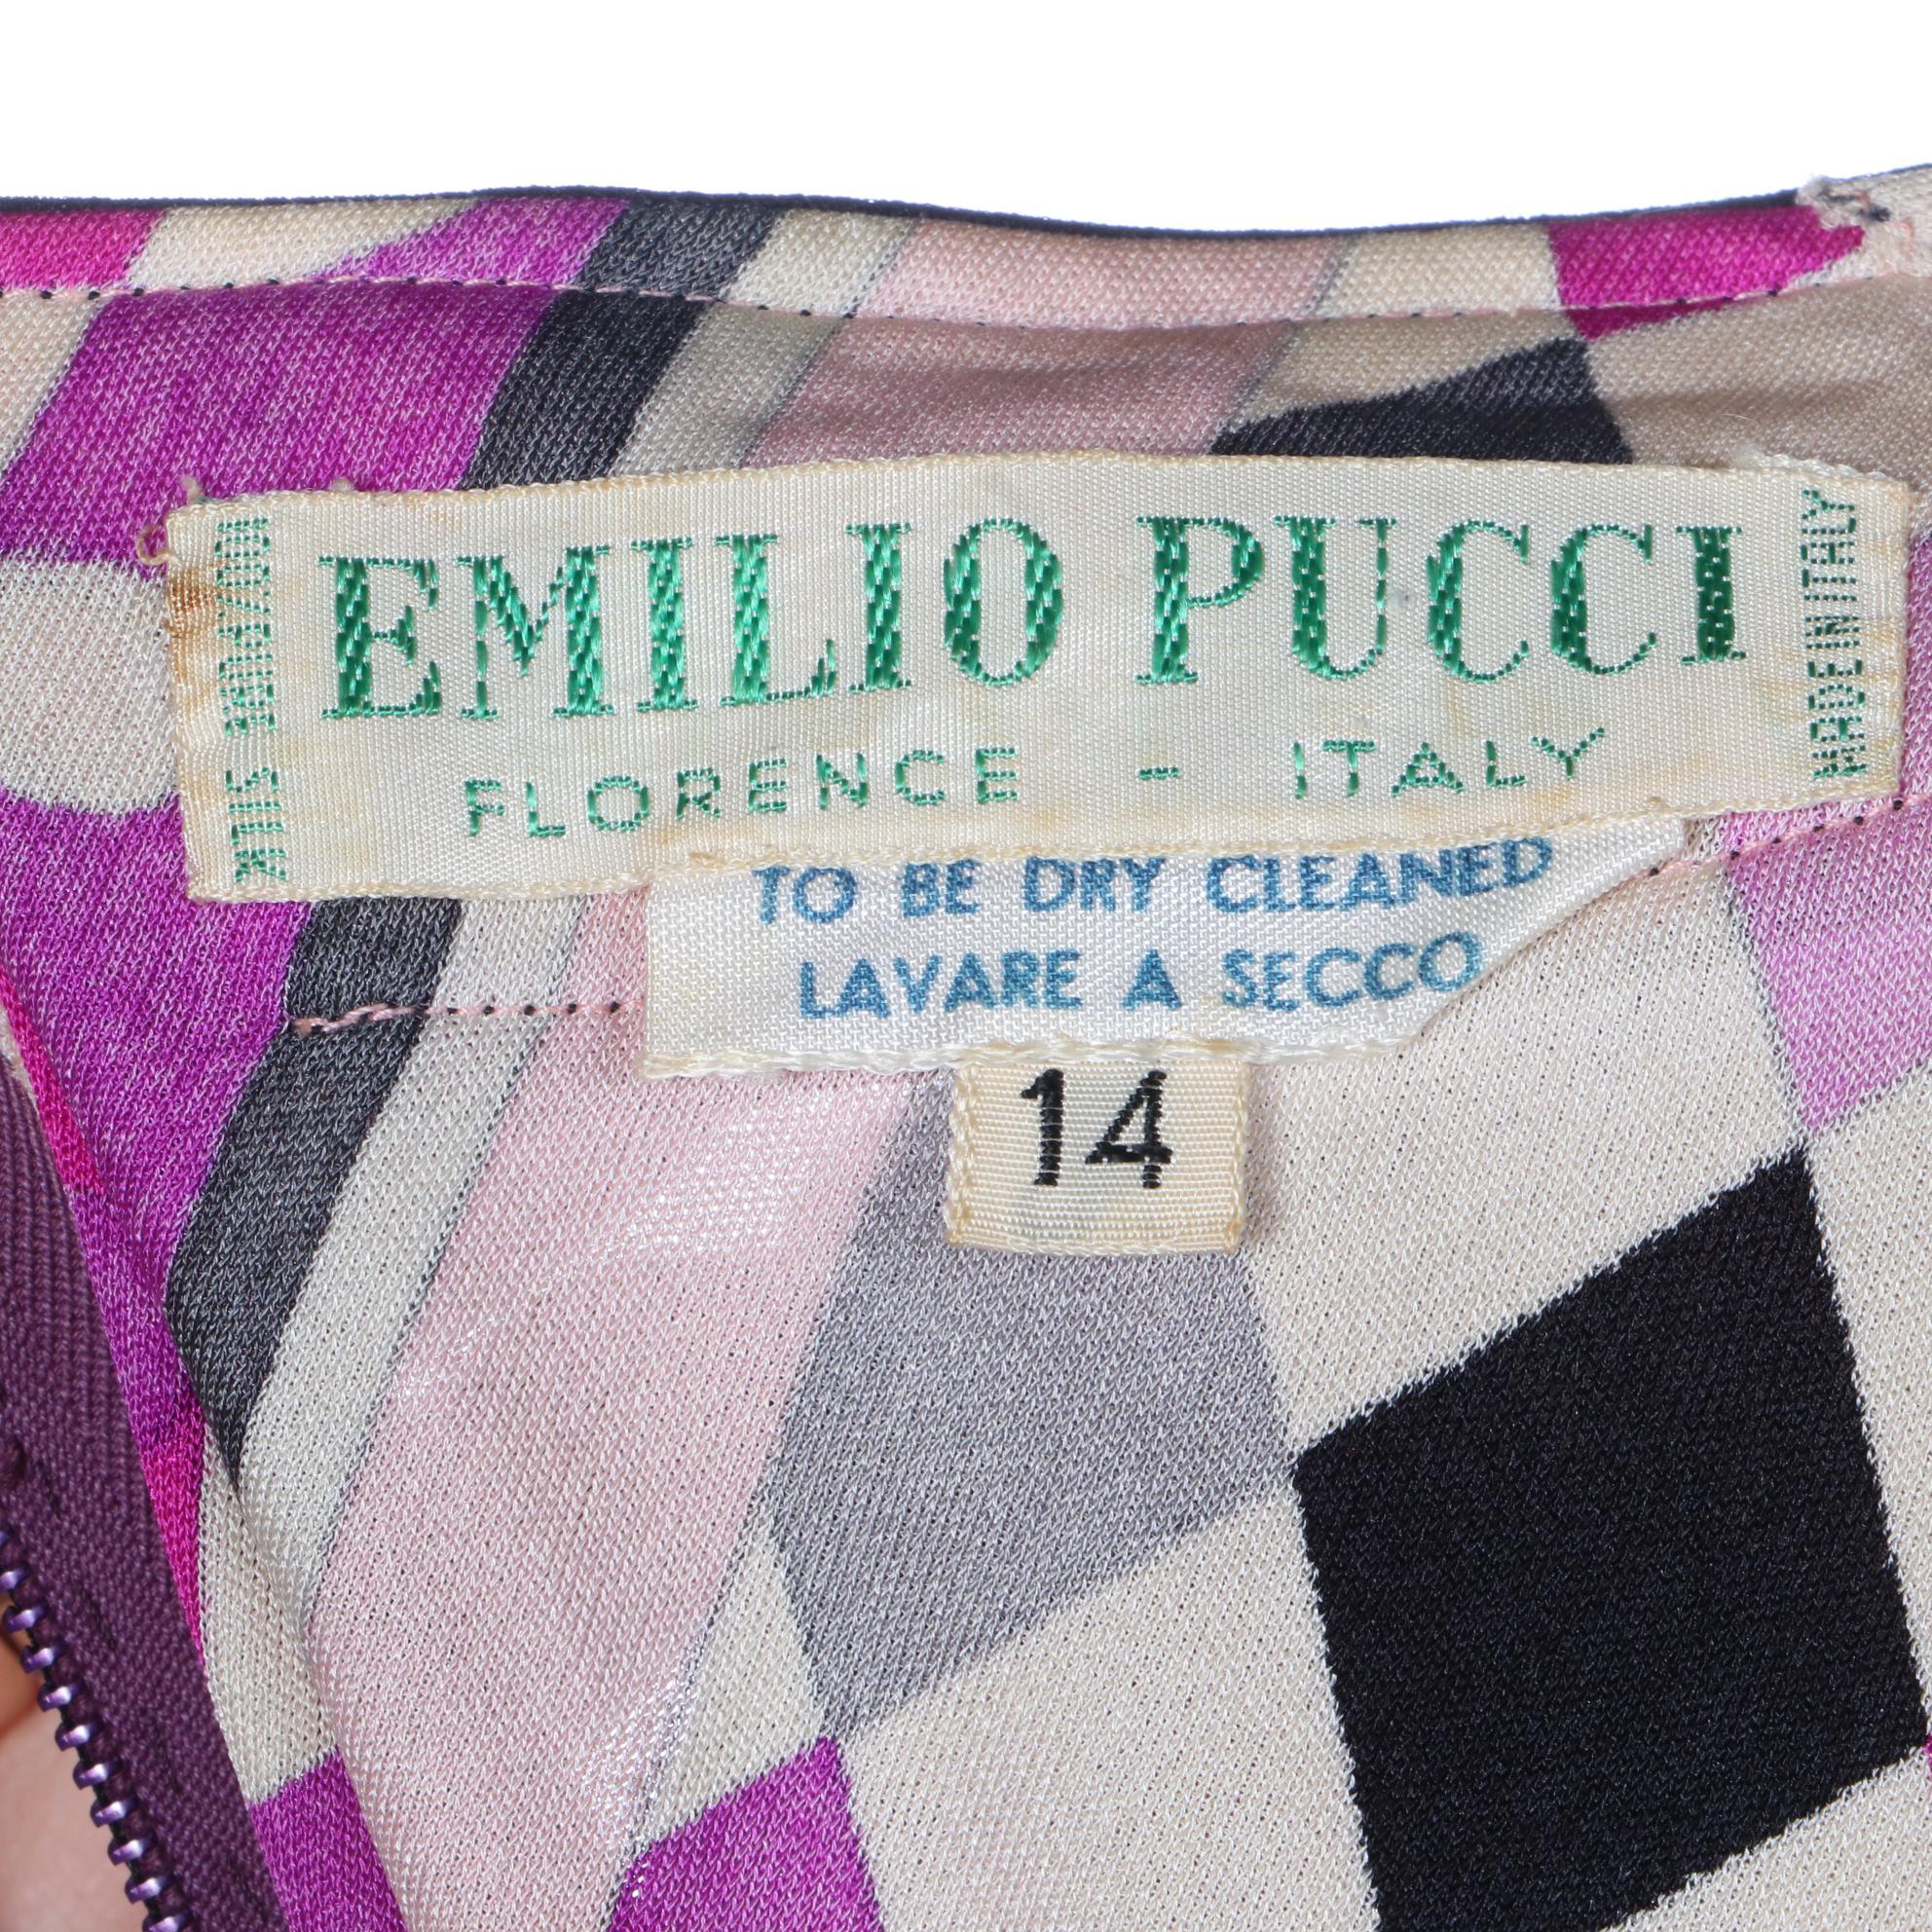 EMILIO PUCCI
FLORENCE - ITALY
100/PURE SILK
MADE IN ITALY
TO BE DRY CLEANED
LAVARE A SECCO
14